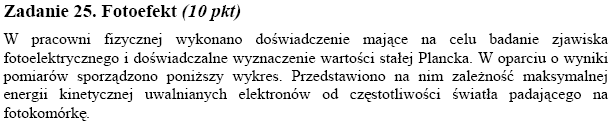 Zadanie 25. Fotoefekt (10 pkt)
W pracowni fizycznej wykonano doświadczenie mające na celu badanie zjawiska
fotoelektrycznego i doświadczalne wyznaczenie wartości stałej Plancka. W oparciu o wyniki
pomiarów sporządzono poniższy wykres. Przedstawiono na nim zależność maksymalnej
energii kinetycznej uwalnianych elektronów od częstotliwości światła padającego na
fotokomórkę.